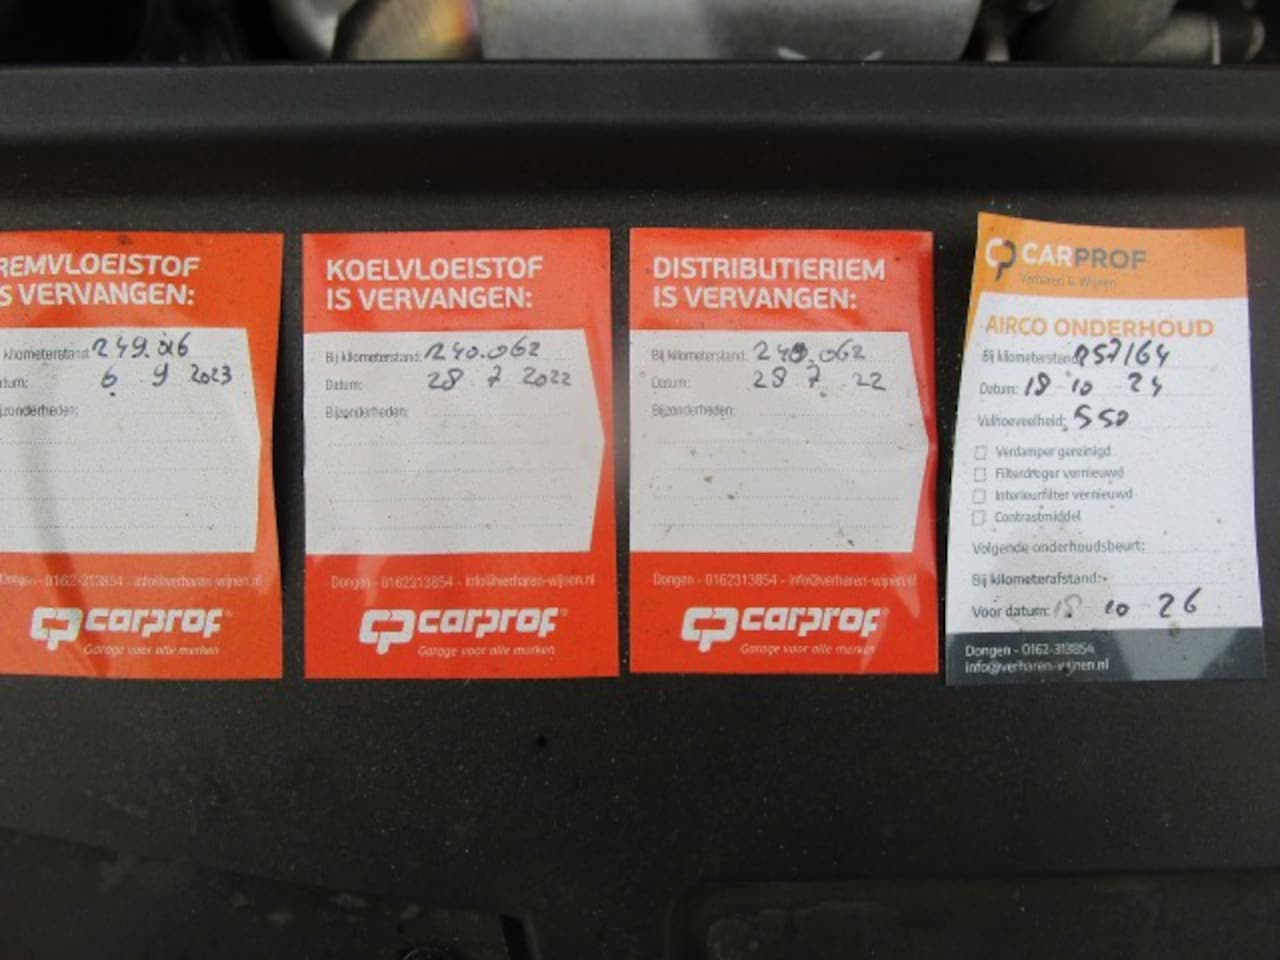 REMVLOEISTOF
S VERVANGEN:
kilometerstand:
atum: 6 9 2023
ijzonderheden:
Dongen - 0162-313854 - info@verharen-wijnen.nl
carprof
Garage voor alle merken
KOELVLOEISTOF
IS VERVANGEN:
Bij kilometerstand: 240.062
Datum: 28 7 2022
Bijzonderheden:
Dongen - 0162313854 - info@verharen-wijnen.nl
carprof
Garage voor alle merken
DISTRIBUTIERIEM
IS VERVANGEN:
Bij kilometerstand: 240.062
Datum: 28 7 22
Bijzonderheden:
Dongen - 0162313854 - info@verharen-wijnen.nl
carprof
Garage voor alle merken
CARPROF
Verharen & Wijnen
AIRCO ONDERHOUD
Bij kilometerstand: 257164
Datum: 18 10 24
Vulhoeveelheid: 550
Verdamper gereinigd
Filterdroger vernieuwd
Interieurfilter vernieuwd
Contrastmiddel
Volgende onderhoudsbeurt:
Bij kilometerafstand: -
Voor datum: 18 10 26
Dongen - 0162-313854
info@verharen-wijnen.nl